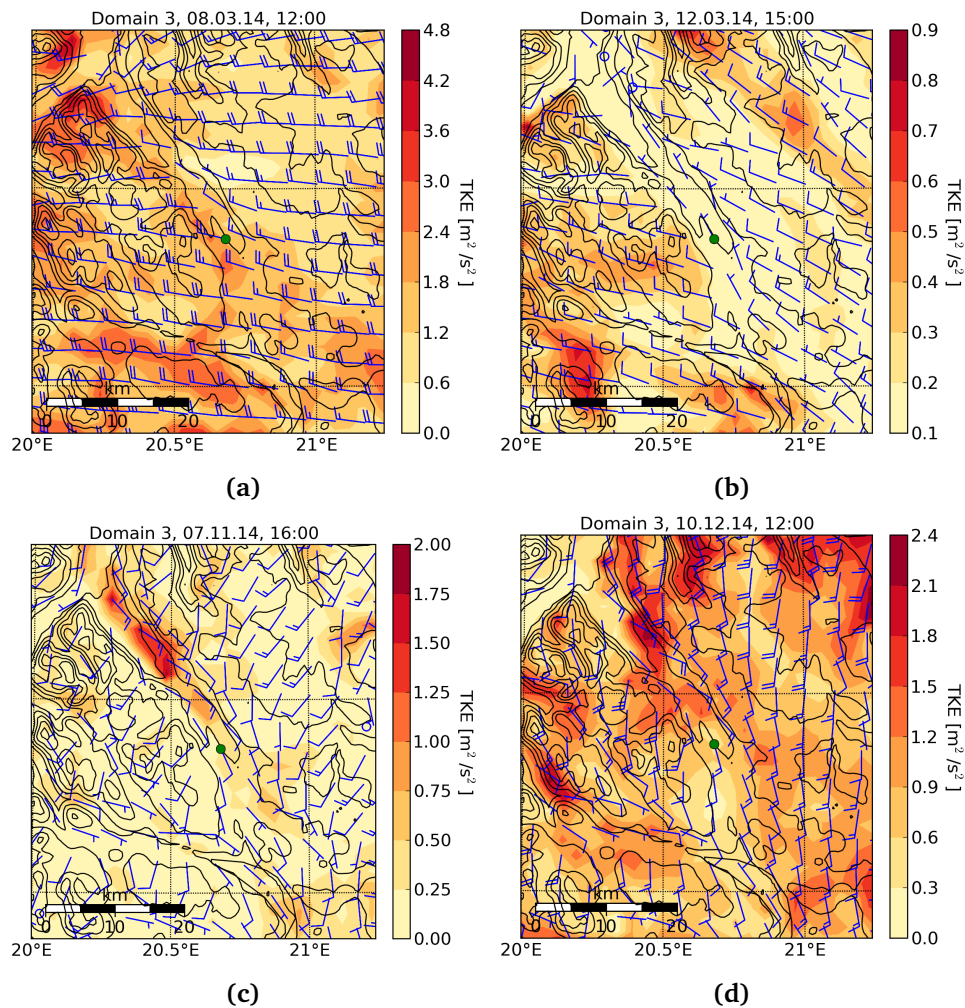 Domain 3, 08.03.14, 12:00
4.8
4.2
3.6
3.0
2.4
1.8
1.2
0.6
0.0
TKE [m²/s²]
km
0 10 20
20°E 20.5°E 21°E
(a)
Domain 3, 12.03.14, 15:00
0.9
0.8
0.7
0.6
0.5
0.4
0.3
0.2
0.1
TKE [m²/s²]
km
0 10 20
20°E 20.5°E 21°E
(b)
Domain 3, 07.11.14, 16:00
2.00
1.75
1.50
1.25
1.00
0.75
0.50
0.25
0.00
TKE [m²/s²]
km
0 10 20
20°E 20.5°E 21°E
(c)
Domain 3, 10.12.14, 12:00
2.4
2.1
1.8
1.5
1.2
0.9
0.6
0.3
0.0
TKE [m²/s²]
km
0 10 20
20°E 20.5°E 21°E
(d)